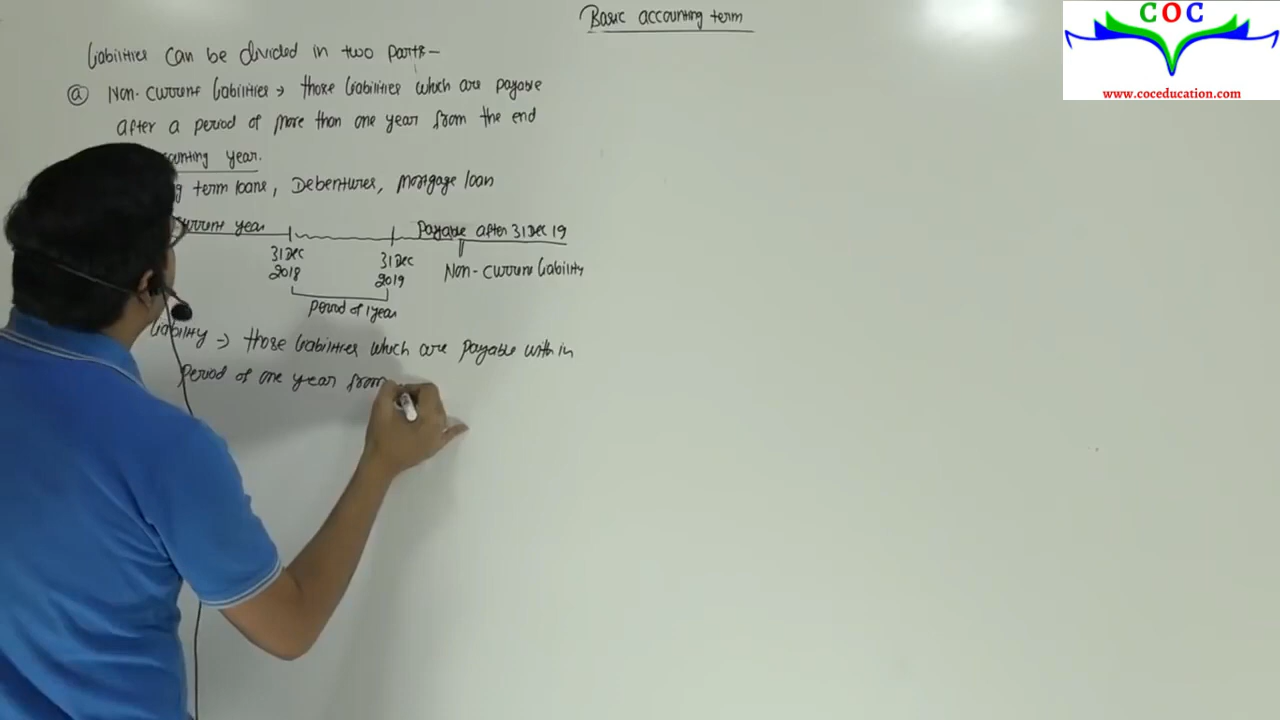 Basic accounting term
COC
www.coceducation.com
Liabilities can be divided in two parts-
ⓐ Non-current liabilities → those liabilities which are payable
after a period of more than one year from the end
year.
term loans, Debentures, Mortgage loan
year
Payable after 31 Dec 19
31 Dec
2018
31 Dec
2019
Non-current liability
Period of 1 year
liability → those liabilities which are payable with in
period of one year from